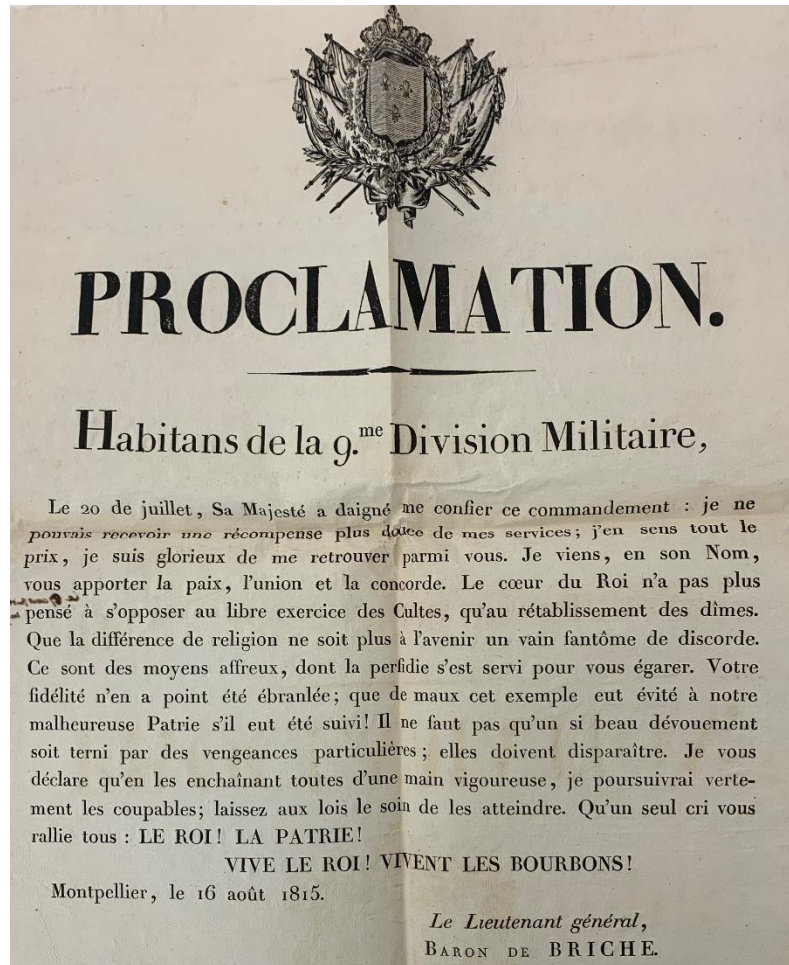 PROCLAMATION.
Habitans de la 9.me Division Militaire,
Le 20 de juillet, Sa Majesté a daigné me confier ce commandement : je ne
pouvais recevoir une récompense plus douce de mes services; j'en sens tout le
prix, je suis glorieux de me retrouver parmi vous. Je viens, en son Nom,
vous apporter la paix, l'union et la concorde. Le cœur du Roi n'a pas plus
pensé à s'opposer au libre exercice des Cultes, qu'au rétablissement des dîmes.
Que la différence de religion ne soit plus à l'avenir un vain fantôme de discorde.
Ce sont des moyens affreux, dont la perfidie s'est servi pour vous égarer. Votre
fidélité n'en a point été ébranlée; que de maux cet exemple eut évité à notre
malheureuse Patrie s'il eut été suivi! Il ne faut pas qu'un si beau dévouement
soit terni par des vengeances particulières; elles doivent disparaître. Je vous
déclare qu'en les enchaînant toutes d'une main vigoureuse, je poursuivrai verte-
ment les coupables; laissez aux lois le soin de les atteindre. Qu'un seul cri vous
rallie tous : LE ROI! LA PATRIE!
VIVE LE ROI! VIVENT LES BOURBONS!
Montpellier, le 16 août 1815.
Le Lieutenant général,
BARON DE BRICHE.